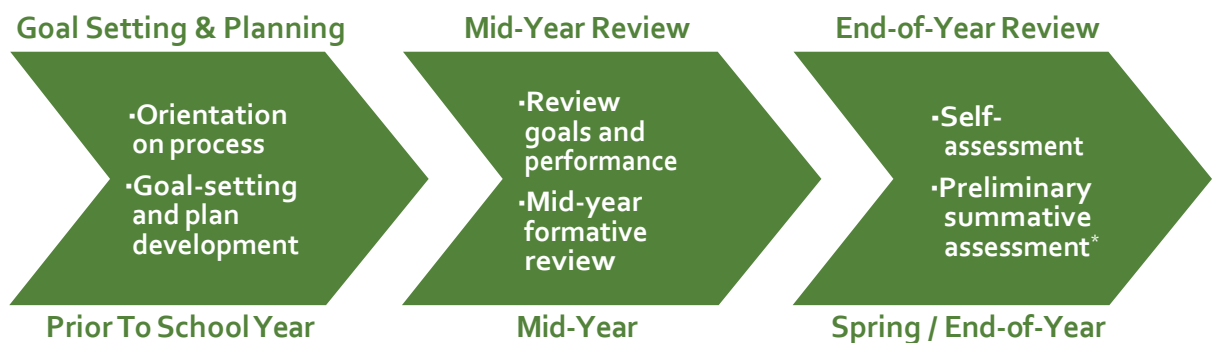 Goal Setting & Planning
▪Orientation
on process
▪Goal-setting
and plan
development
Prior To School Year
Mid-Year Review
▪Review
goals and
performance
▪Mid-year
formative
review
Mid-Year
End-of-Year Review
▪Self-
assessment
▪Preliminary
summative
assessment*
Spring / End-of-Year